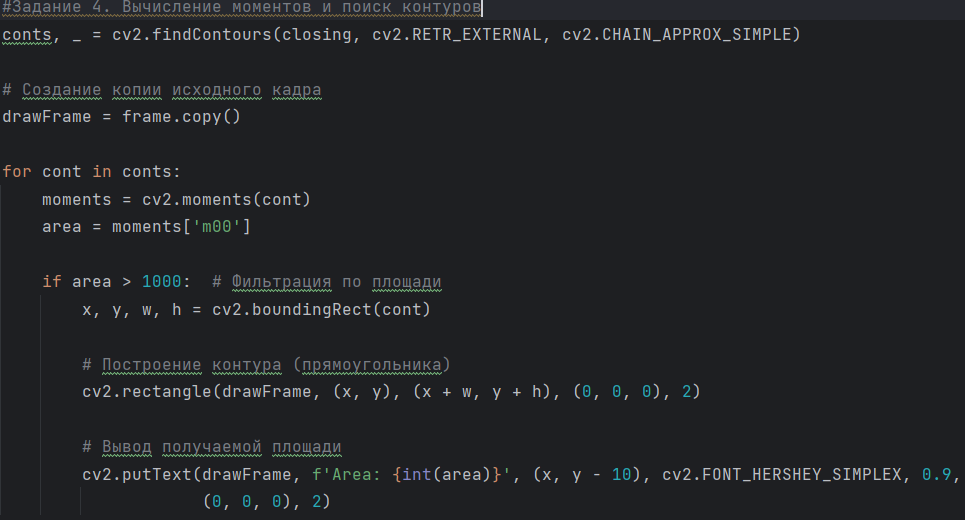 #Задание 4. Вычисление моментов и поиск контуров
conts, _ = cv2.findContours(closing, cv2.RETR_EXTERNAL, cv2.CHAIN_APPROX_SIMPLE)
# Создание копии исходного кадра
drawFrame = frame.copy()
for cont in conts:
    moments = cv2.moments(cont)
    area = moments['m00']
    if area > 1000:  # Фильтрация по площади
        x, y, w, h = cv2.boundingRect(cont)
        # Построение контура (прямоугольника)
        cv2.rectangle(drawFrame, (x, y), (x + w, y + h), (0, 0, 0), 2)
        # Вывод получаемой площади
        cv2.putText(drawFrame, f'Area: {int(area)}', (x, y - 10), cv2.FONT_HERSHEY_SIMPLEX, 0.9,
                    (0, 0, 0), 2)